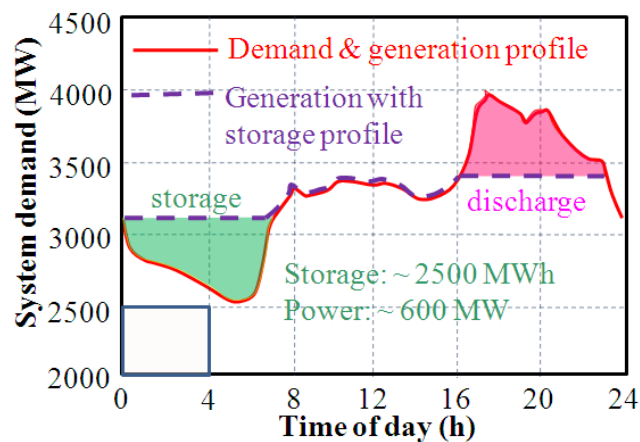 System demand (MW)
4500
4000
3500
3000
2500
2000
Demand & generation profile
Generation with
storage profile
storage
discharge
Storage: ~ 2500 MWh
Power: ~ 600 MW
0 4 8 12 16 20 24
Time of day (h)